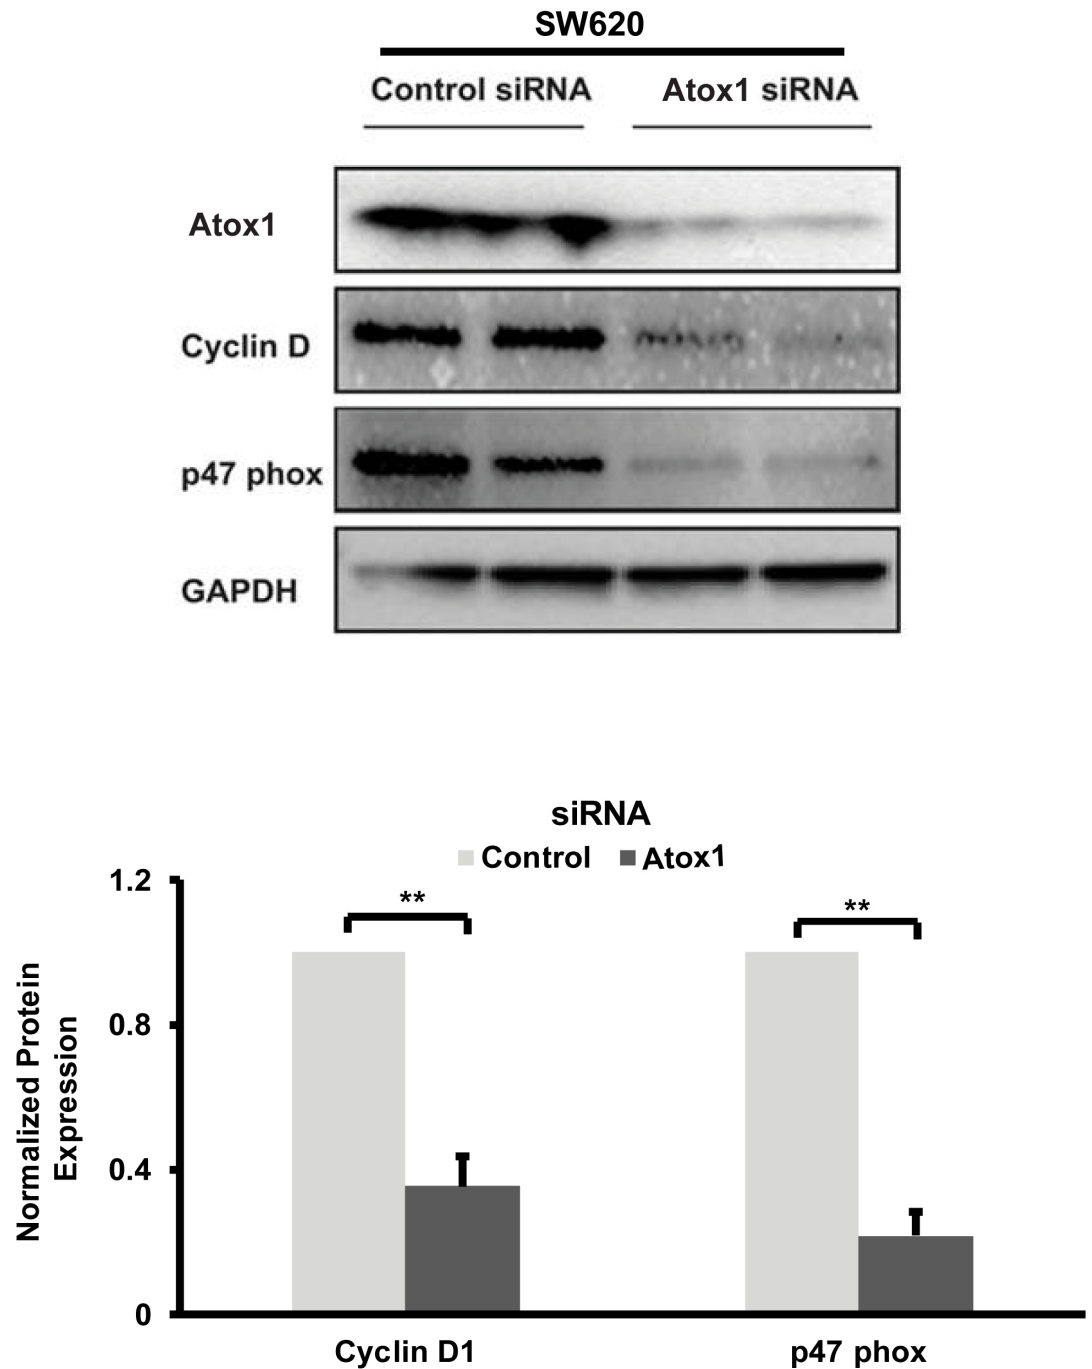 SW620
Control siRNA Atox1 siRNA
Atox1
Cyclin D
p47 phox
GAPDH
siRNA
Control Atox1
1.2
** **
0.8
0.4
0
Normalized Protein
Expression
Cyclin D1 p47 phox